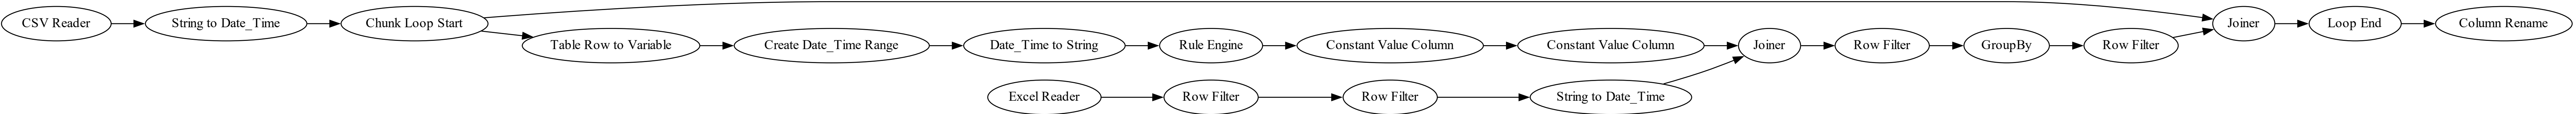 CSV Reader
String to Date_Time
Chunk Loop Start
Table Row to Variable
Create Date_Time Range
Date_Time to String
Rule Engine
Constant Value Column
Constant Value Column
Joiner
Row Filter
GroupBy
Row Filter
Joiner
Loop End
Column Rename
Excel Reader
Row Filter
Row Filter
String to Date_Time